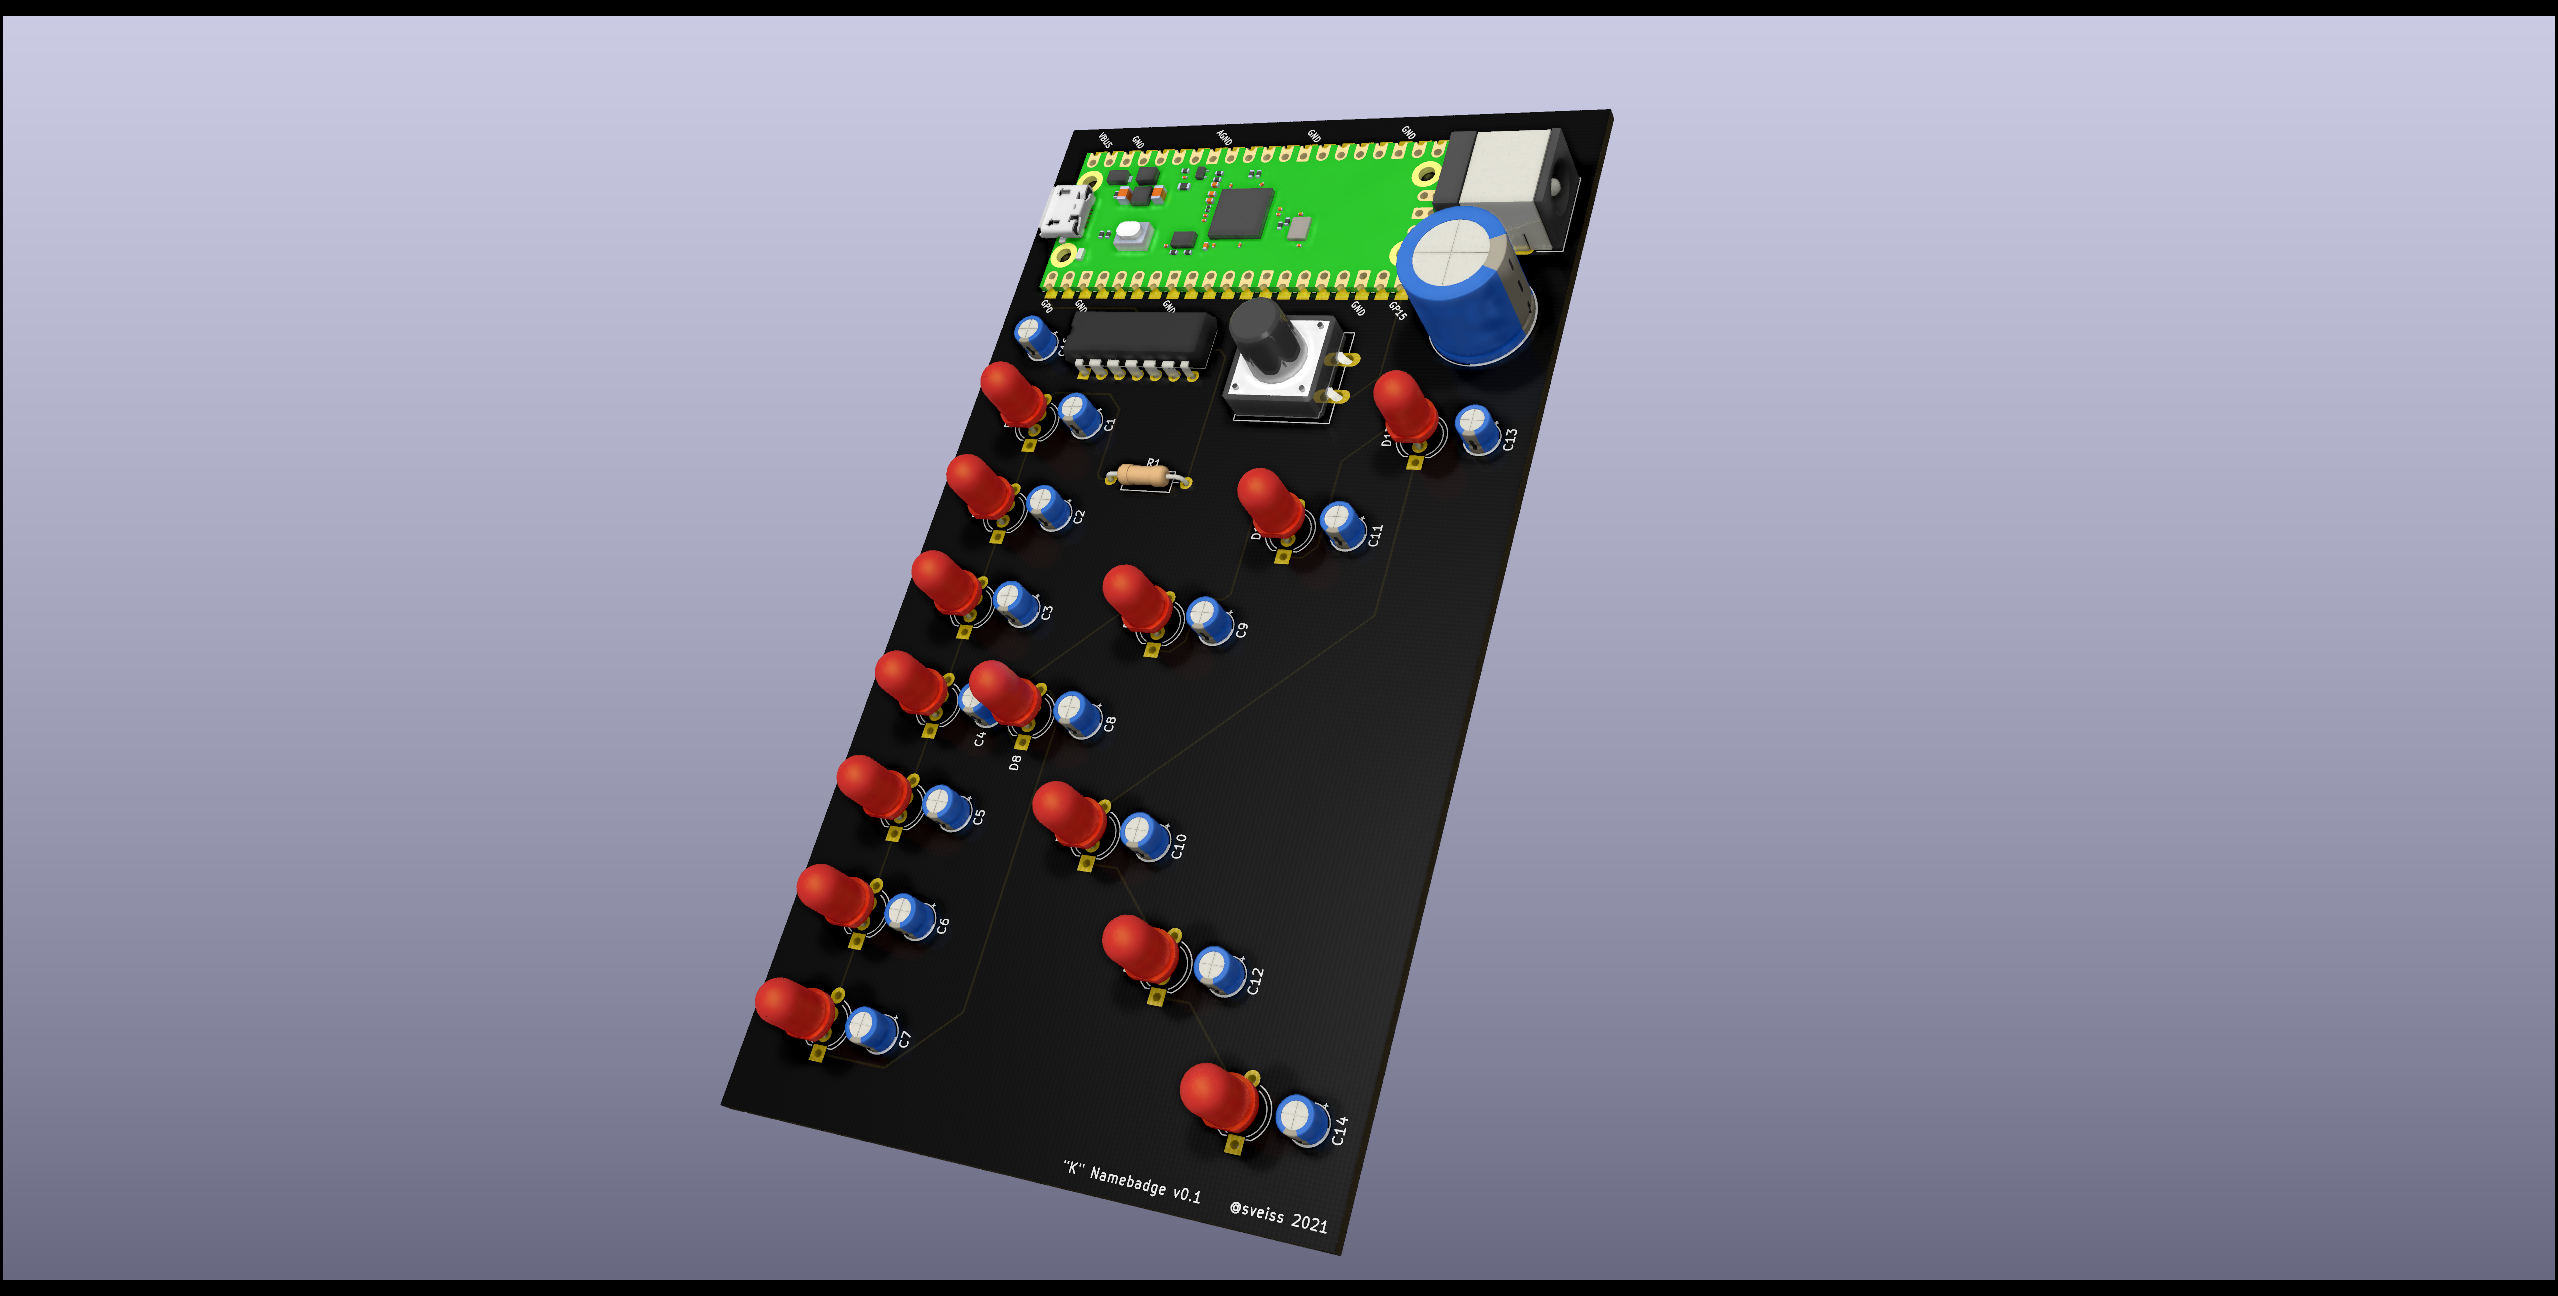 VBUS
GND
AGND
GND
GND
GP0
GND
GND
GND
GP15
C1
C13
R1
C2
C11
C3
C9
C4
C8
D8
C5
C10
C6
C12
C7
C14
"K" Namebadge v0.1
@sveiss 2021